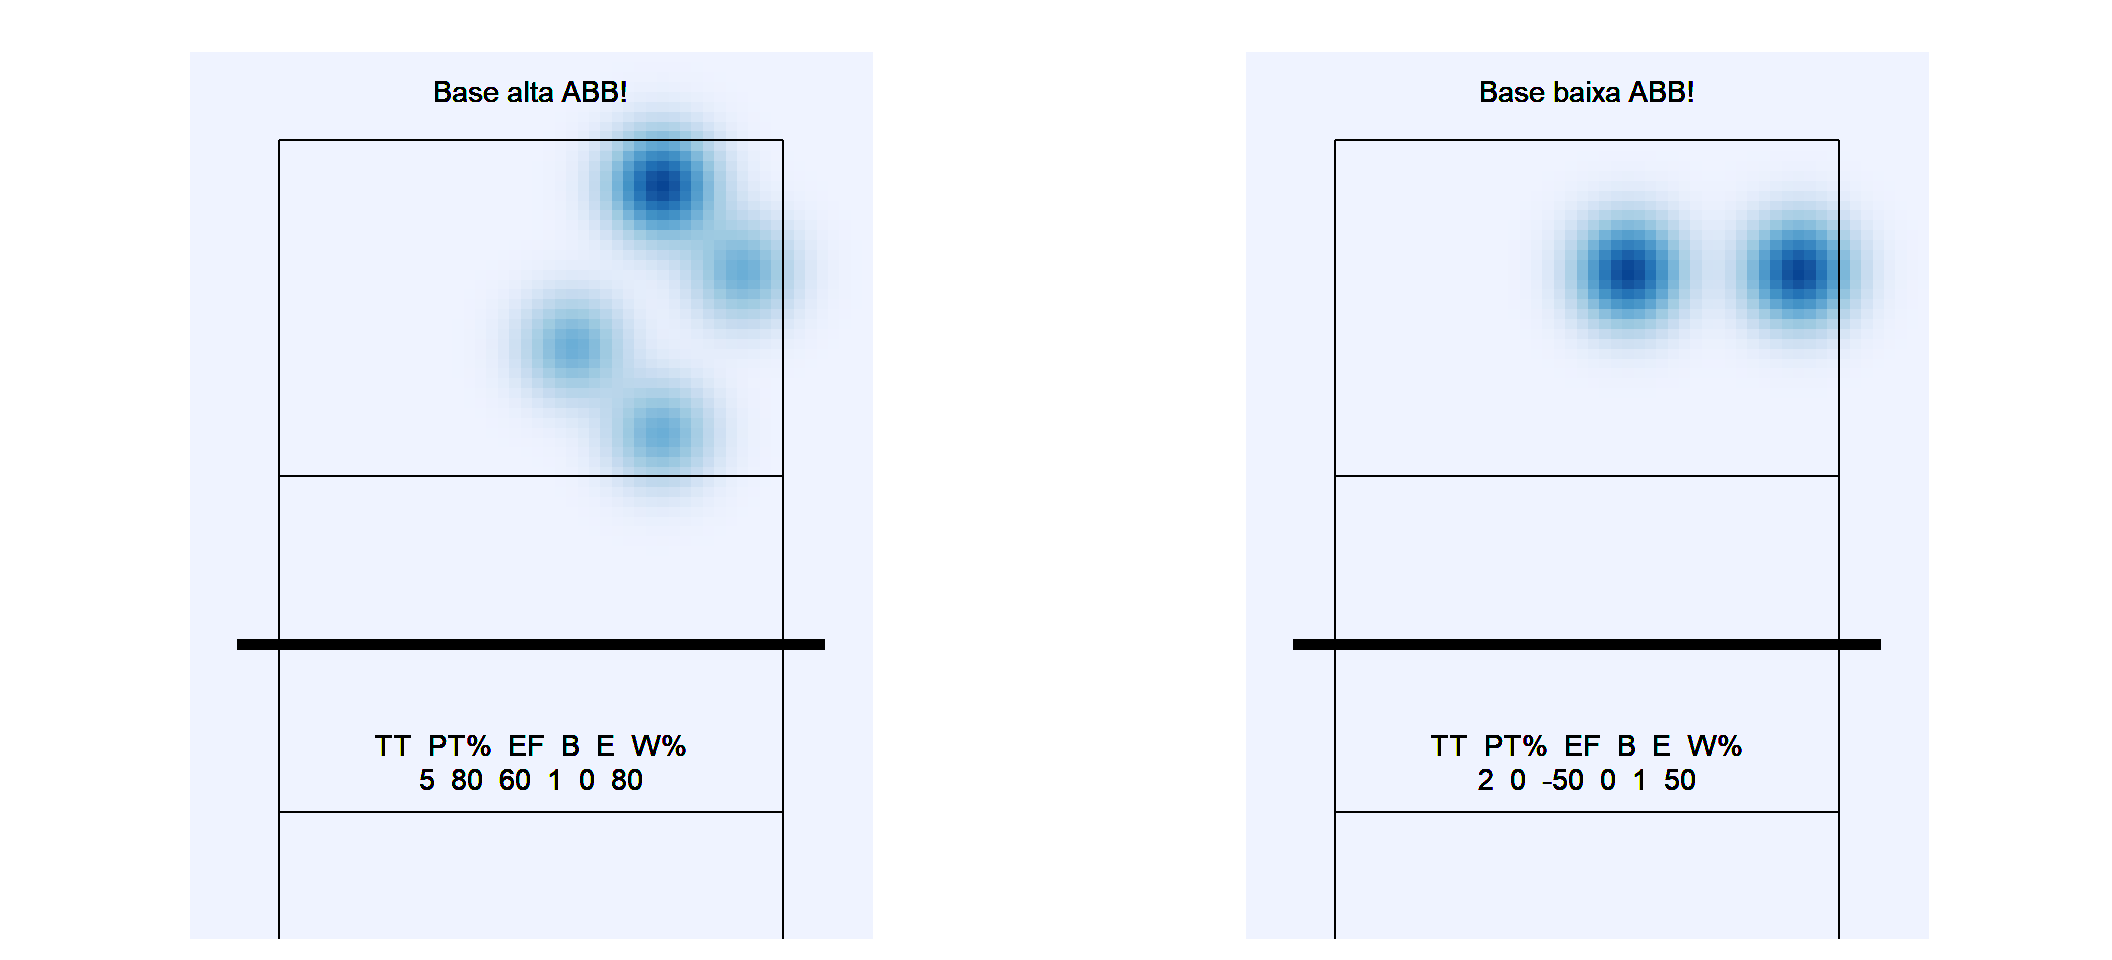 Base alta ABB!
TT PT% EF B E W%
5 80 60 1 0 80
Base baixa ABB!
TT PT% EF B E W%
2 0 -50 0 1 50